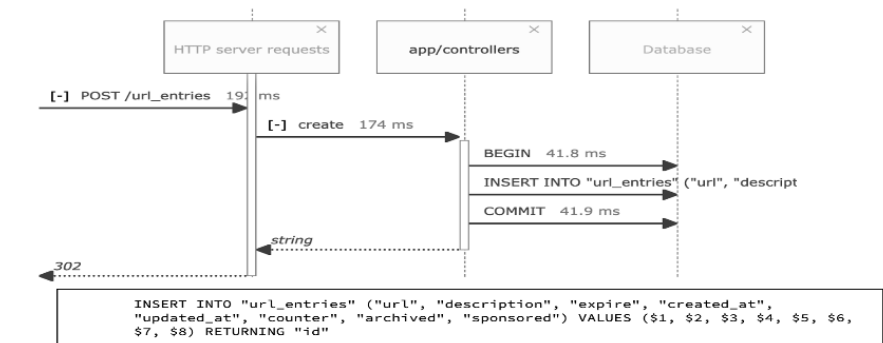 HTTP server requests
app/controllers
Database
[-] POST /url_entries ms
[-] create 174 ms
BEGIN 41.8 ms
INSERT INTO "url_entries" ("url", "descript
COMMIT 41.9 ms
string
302
INSERT INTO "url_entries" ("url", "description", "expire", "created_at",
"updated_at", "counter", "archived", "sponsored") VALUES ($1, $2, $3, $4, $5, $6,
$7, $8) RETURNING "id"